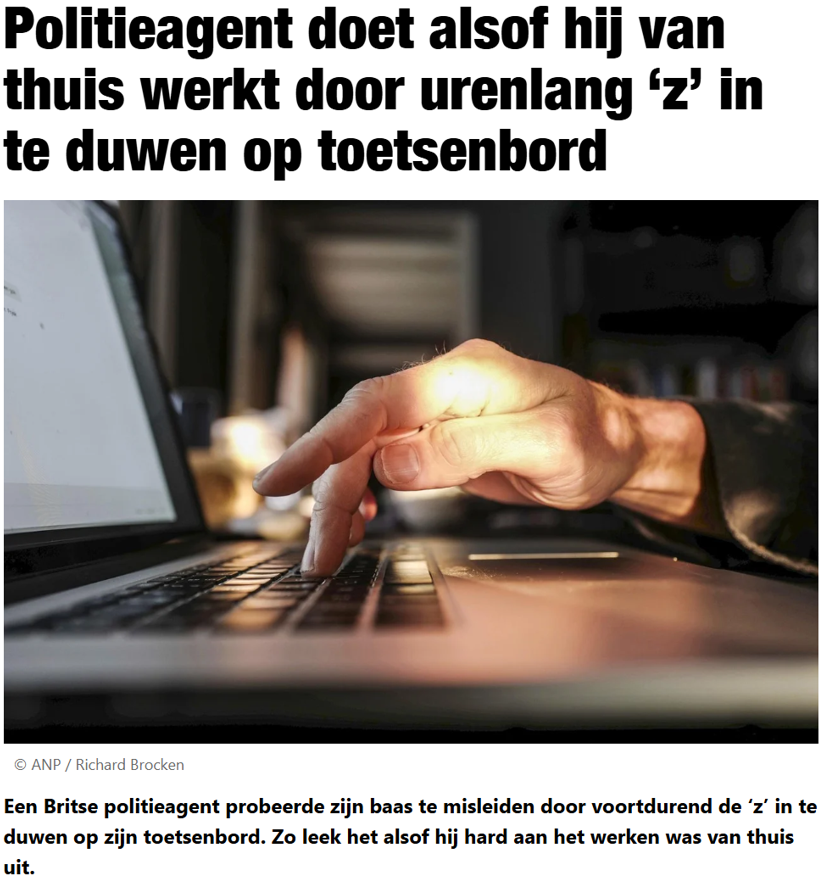 Politieagent doet alsof hij van
thuis werkt door urenlang ‘z’ in
te duwen op toetsenbord
© ANP / Richard Brocken
Een Britse politieagent probeerde zijn baas te misleiden door voortdurend de ‘z’ in te
duwen op zijn toetsenbord. Zo leek het alsof hij hard aan het werken was van thuis
uit.